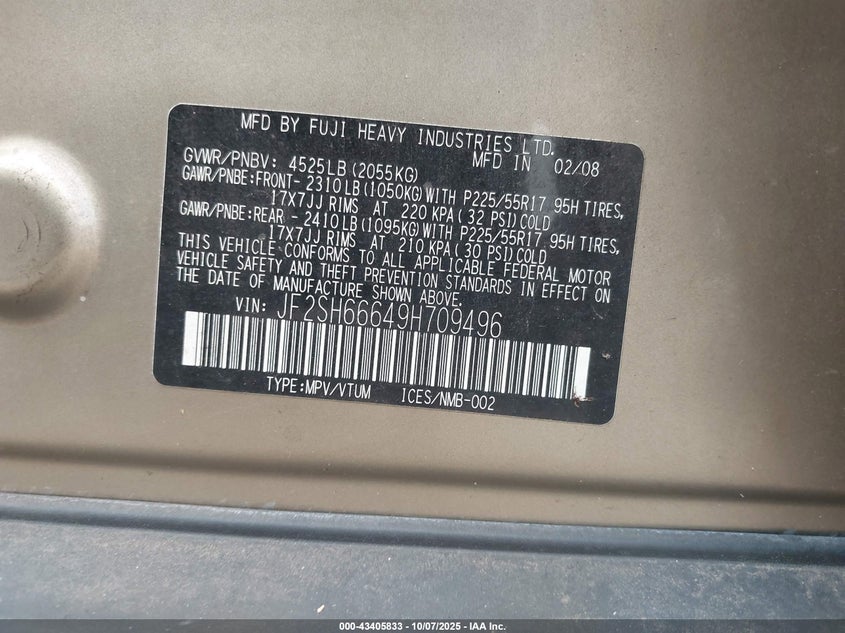 MFD BY FUJI HEAVY INDUSTRIES LTD.
MFD IN 02/08
GVWR/PNBV: 4525LB(2055KG)
GAWR/PNBE:FRONT- 2310LB(1050KG)WITH P225/55R17 95H TIRES,
17X7JJ RIMS AT 220 KPA(32 PSI)COLD
GAWR/PNBE:REAR - 2410LB(1095KG)WITH P225/55R17 95H TIRES,
17X7JJ RIMS AT 210 KPA(30 PSI)COLD
THIS VEHICLE CONFORMS TO ALL APPLICABLE FEDERAL MOTOR
VEHICLE SAFETY AND THEFT PREVENTION STANDARDS IN EFFECT ON
THE DATE OF MANUFACTURE SHOWN ABOVE.
VIN: JF2SH66649H709496
TYPE:MPV/VTUM ICES/NMB-002
000-43405833 - 10/07/2025 - IAA Inc.